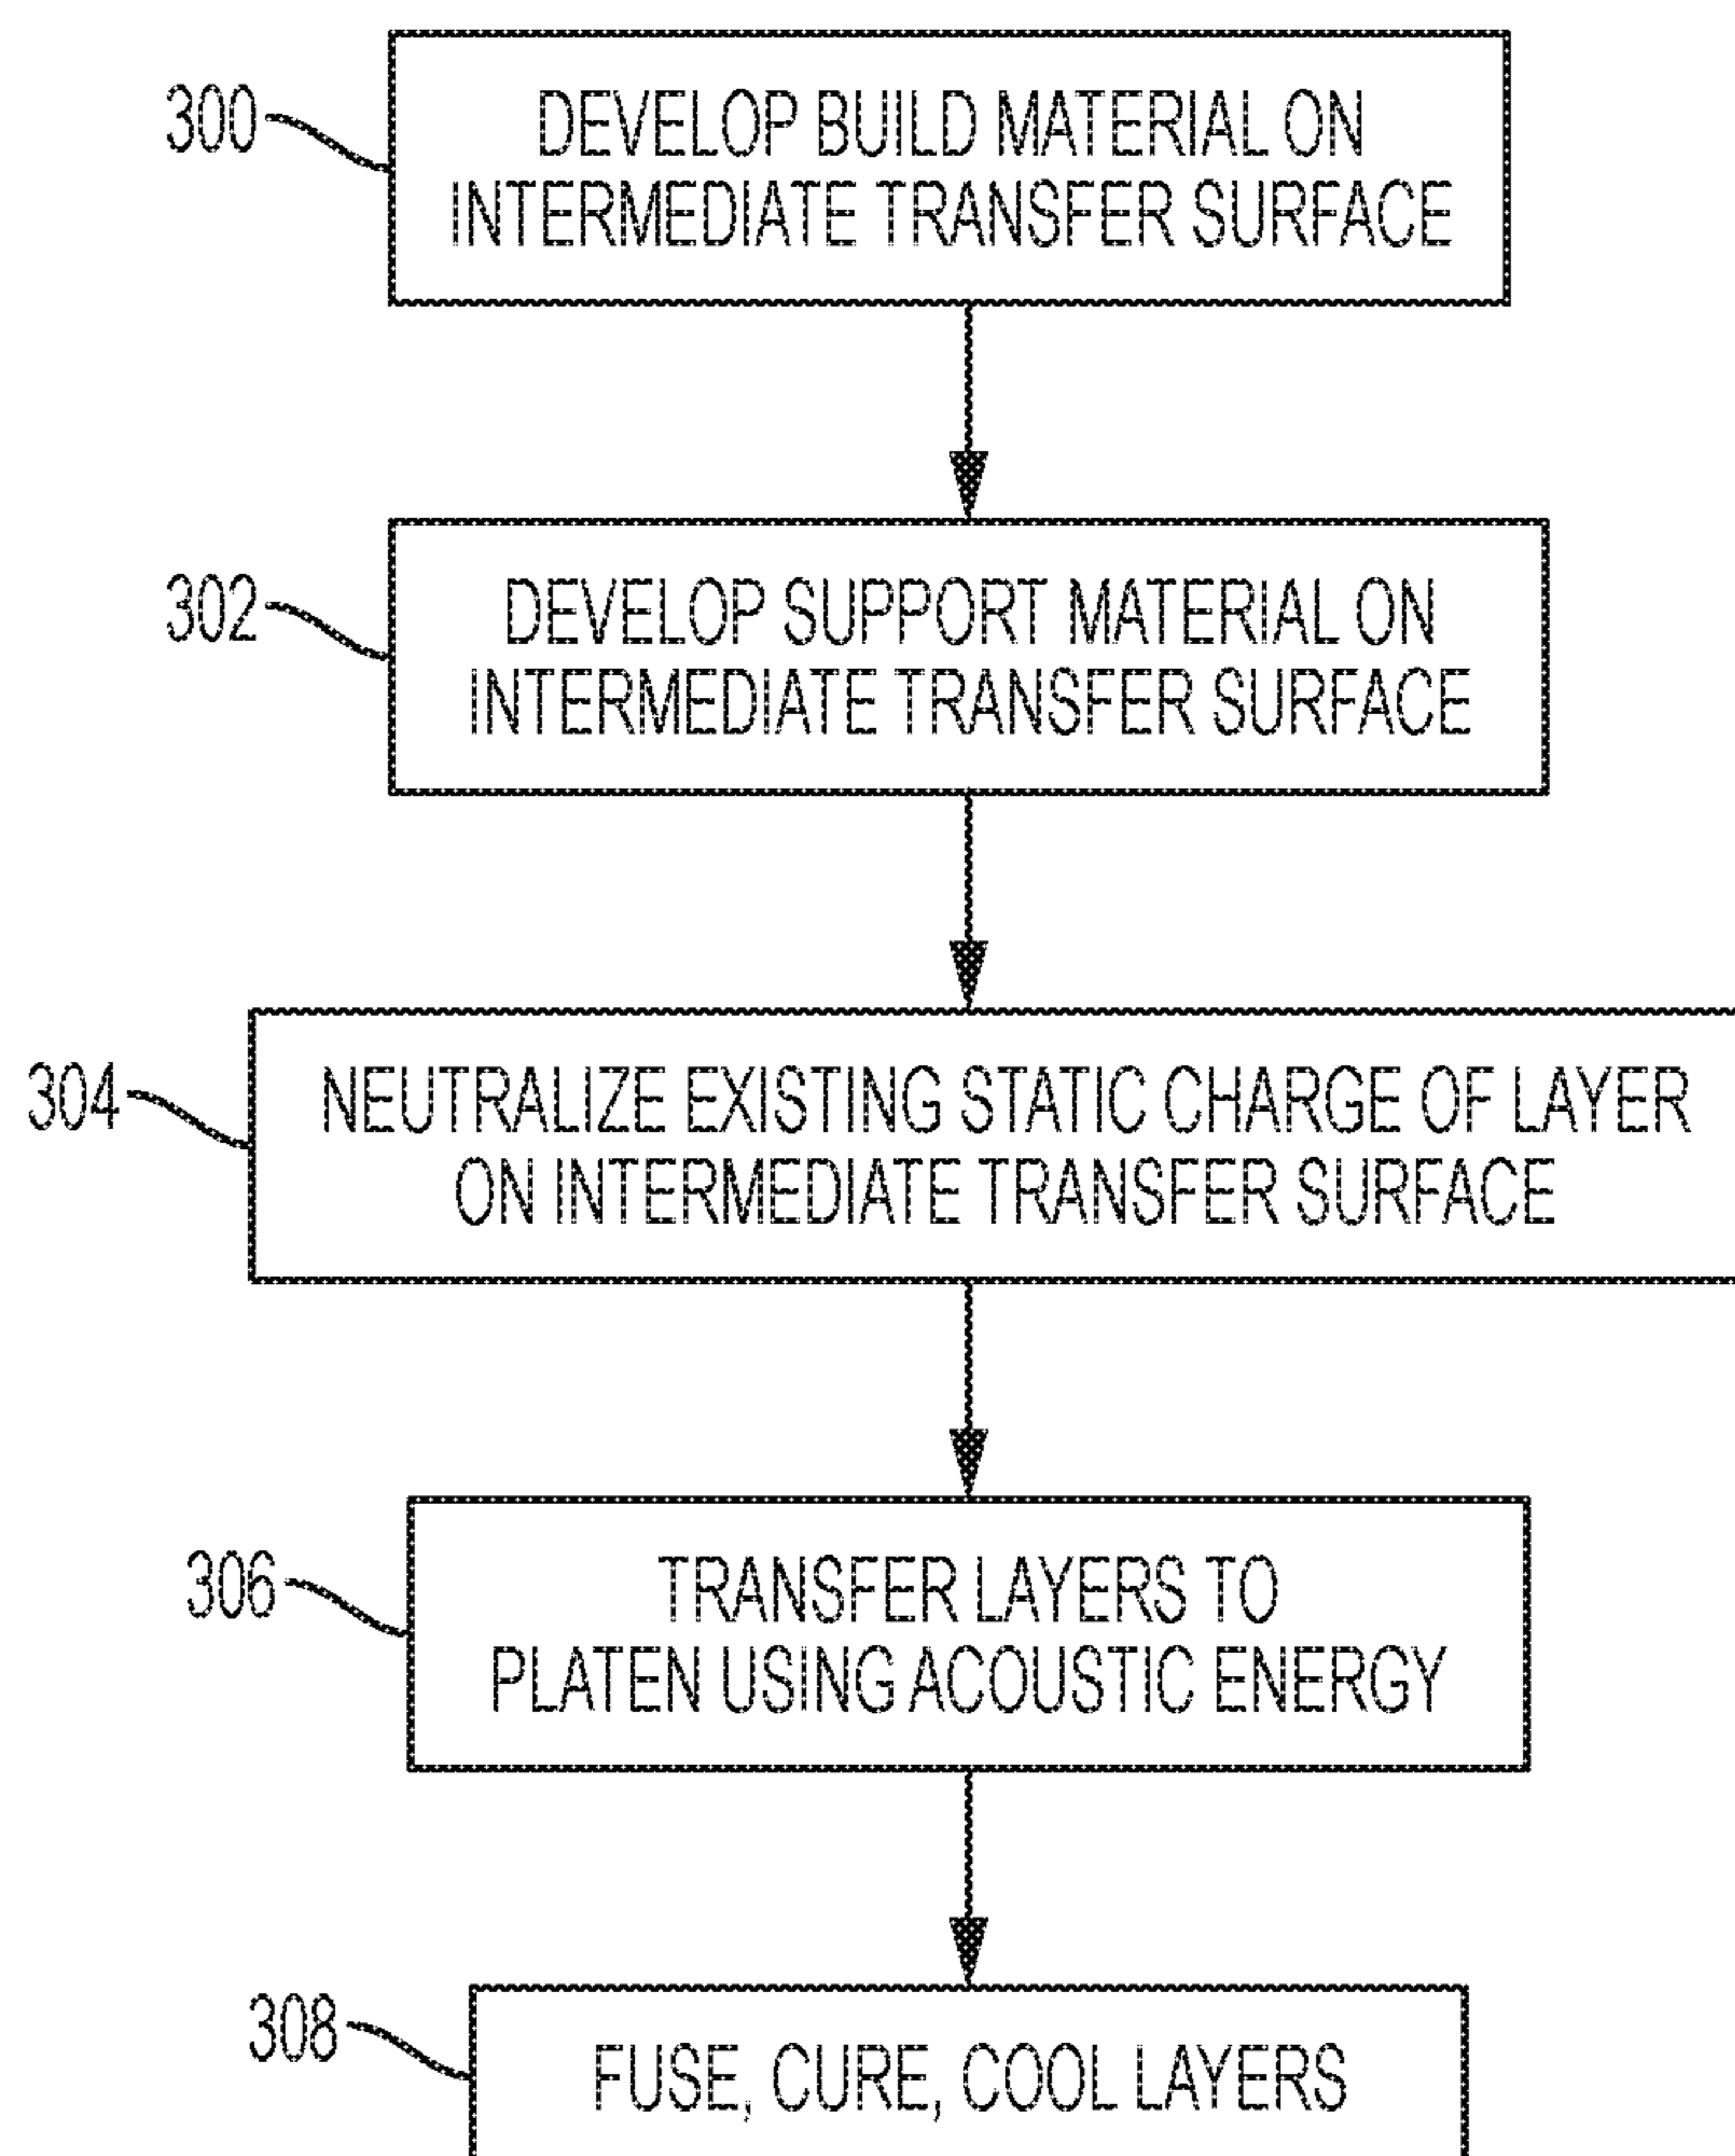 300
DEVELOP BUILD MATERIAL ON
INTERMEDIATE TRANSFER SURFACE
302
DEVELOP SUPPORT MATERIAL ON
INTERMEDIATE TRANSFER SURFACE
304
NEUTRALIZE EXISTING STATIC CHARGE OF LAYER
ON INTERMEDIATE TRANSFER SURFACE
306
TRANSFER LAYERS TO
PLATEN USING ACOUSTIC ENERGY
308
FUSE, CURE, COOL LAYERS